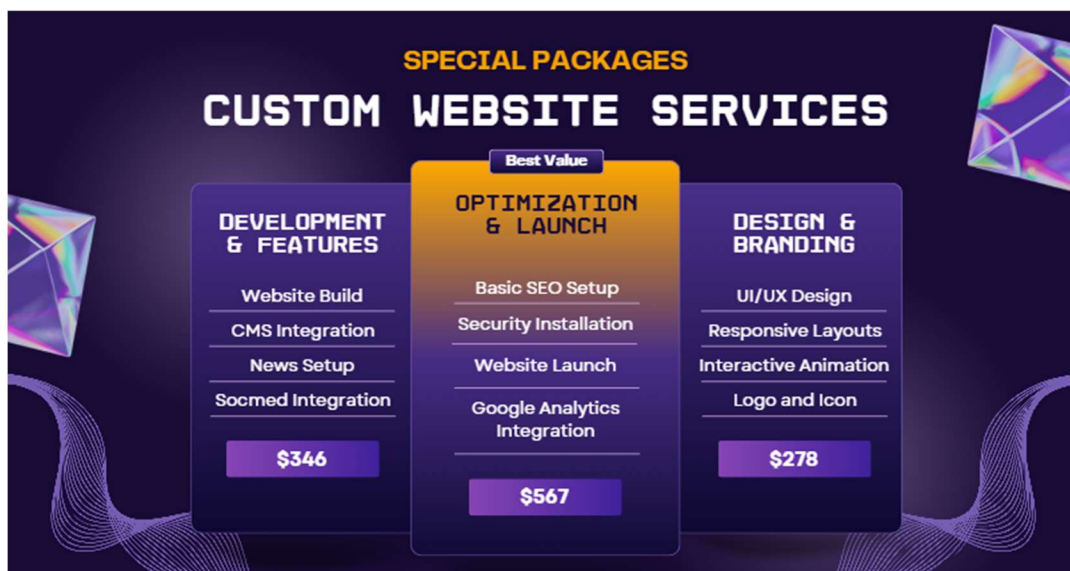 SPECIAL PACKAGES
CUSTOM WEBSITE SERVICES
DEVELOPMENT
& FEATURES
Website Build
CMS Integration
News Setup
Socmed Integration
$346
Best Value
OPTIMIZATION
& LAUNCH
Basic SEO Setup
Security Installation
Website Launch
Google Analytics
Integration
$567
DESIGN &
BRANDING
UI/UX Design
Responsive Layouts
Interactive Animation
Logo and Icon
$278